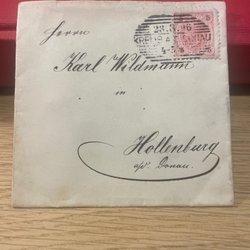 Herrn
Karl Wildmann
in
Hollenburg
a/v. Donau.